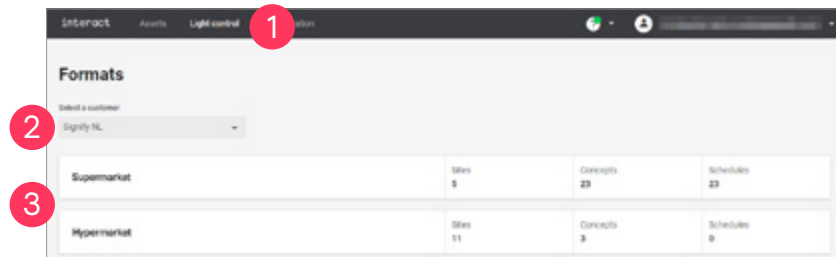 interact Assets Light control 1
Formats
Select a customer
2 Signify NL
Supermarket Sites Concepts Schedules
5 23 23
3
Hypermarket Sites Concepts Schedules
11 3 0